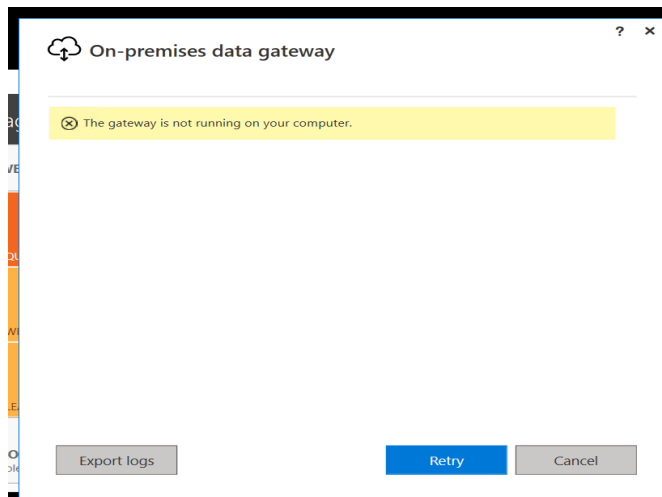 ? ×
On-premises data gateway
The gateway is not running on your computer.
Export logs
Retry
Cancel